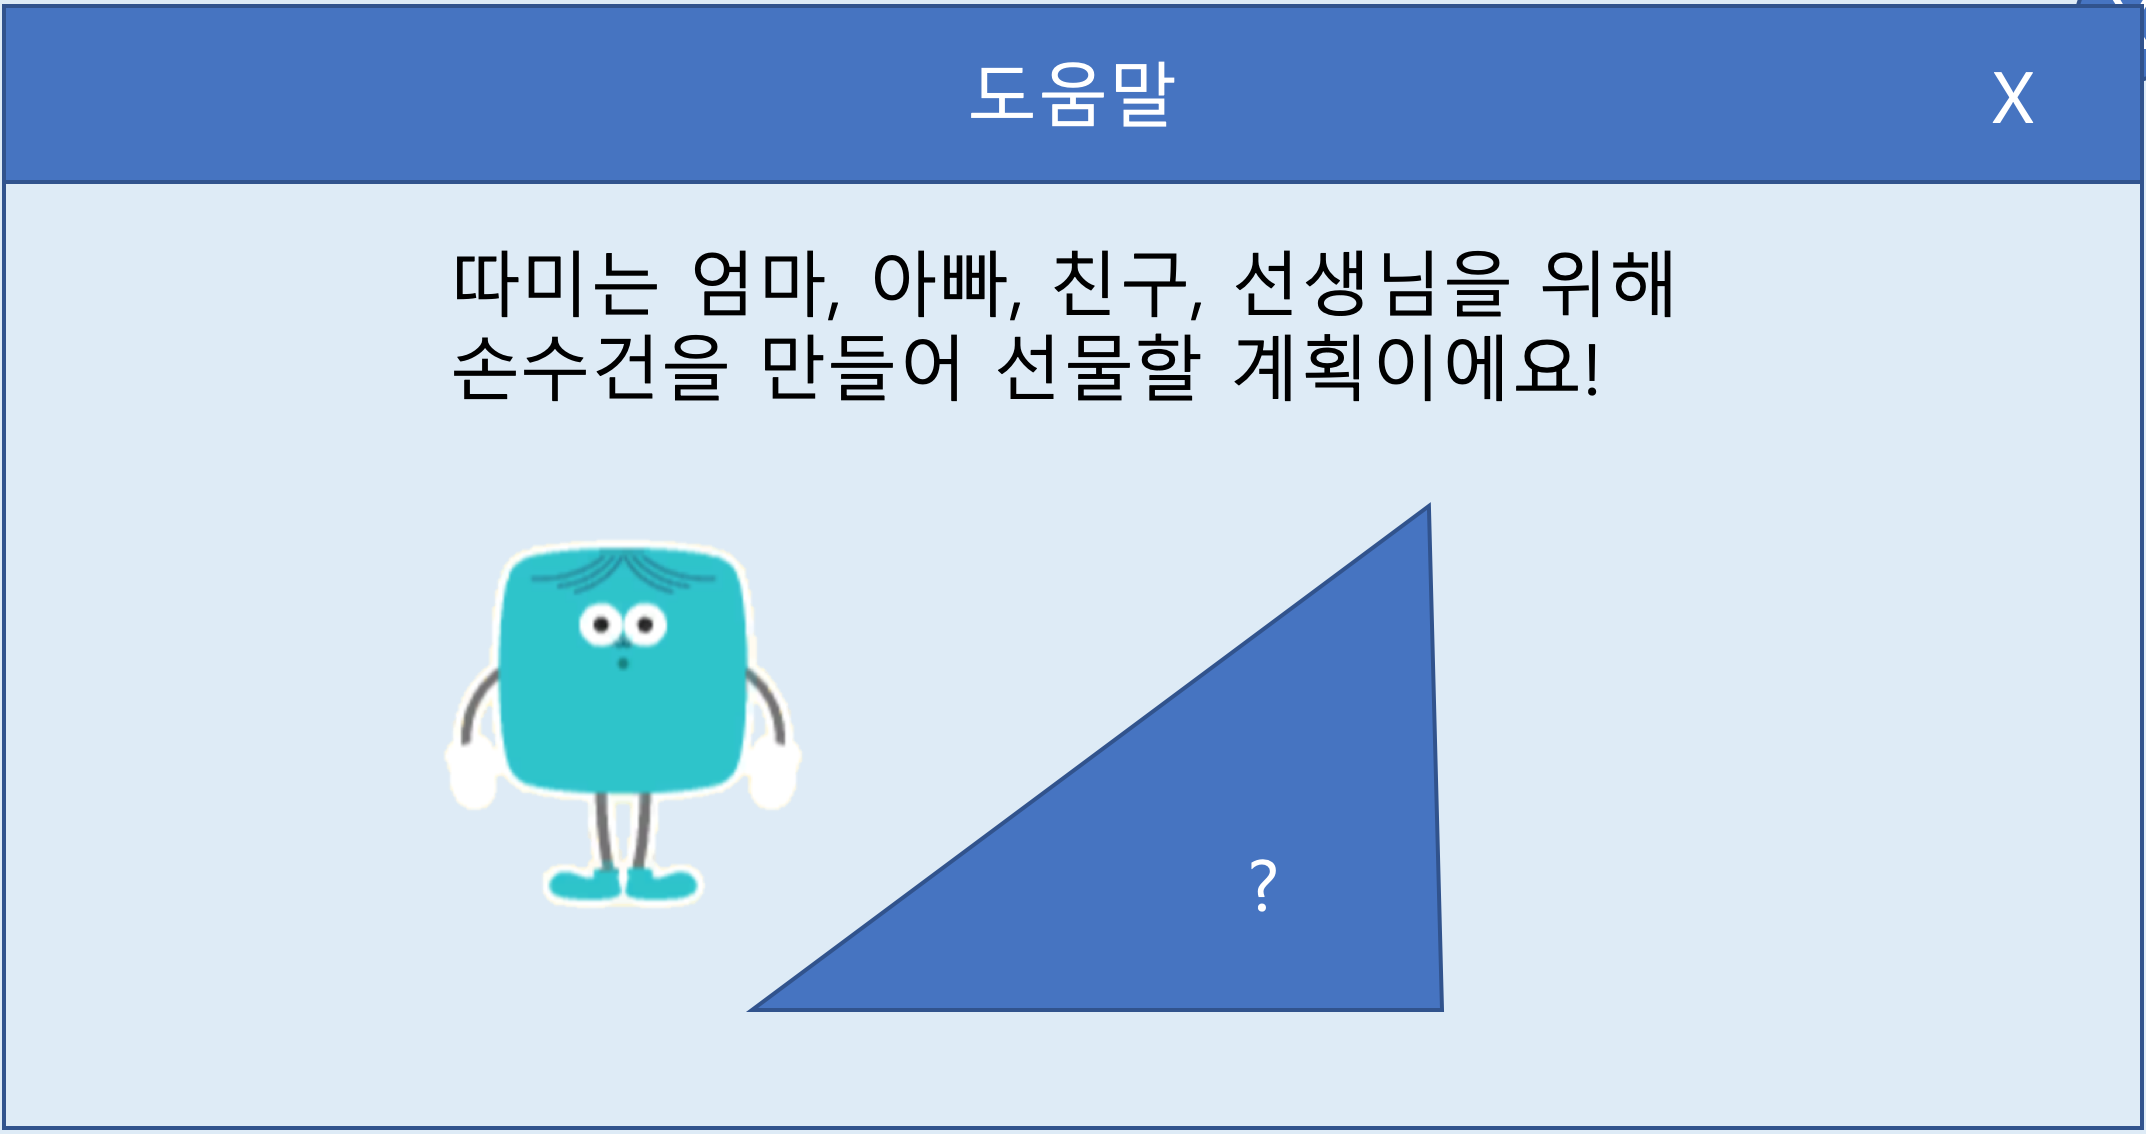 도움말
X
따미는 엄마, 아빠, 친구, 선생님을 위해
손수건을 만들어 선물할 계획이에요!
?